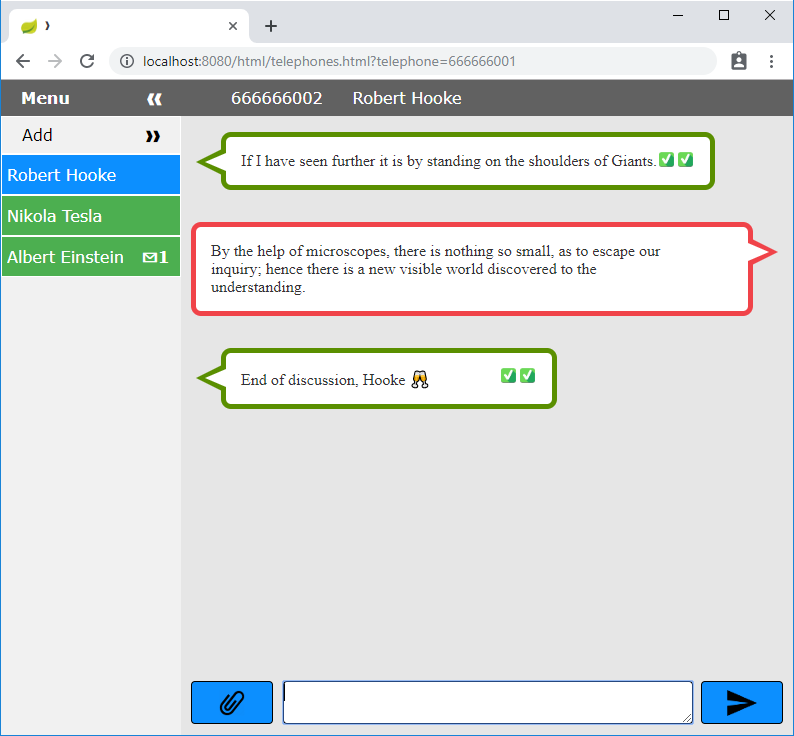 localhost:8080/html/telephones.html?telephone=666666001
Menu
666666002 Robert Hooke
Add
Robert Hooke
Nikola Tesla
Albert Einstein 1
If I have seen further it is by standing on the shoulders of Giants.
By the help of microscopes, there is nothing so small, as to escape our
inquiry; hence there is a new visible world discovered to the
understanding.
End of discussion, Hooke